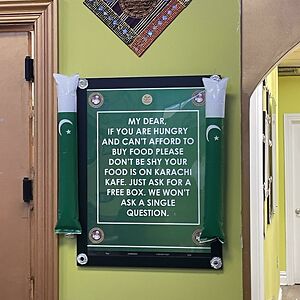 MY DEAR,
IF YOU ARE HUNGRY
AND CAN'T AFFORD TO
BUY FOOD PLEASE
DON'T BE SHY YOUR
FOOD IS ON KARACHI
KAFE. JUST ASK FOR A
FREE BOX. WE WON'T
ASK A SINGLE
QUESTION.